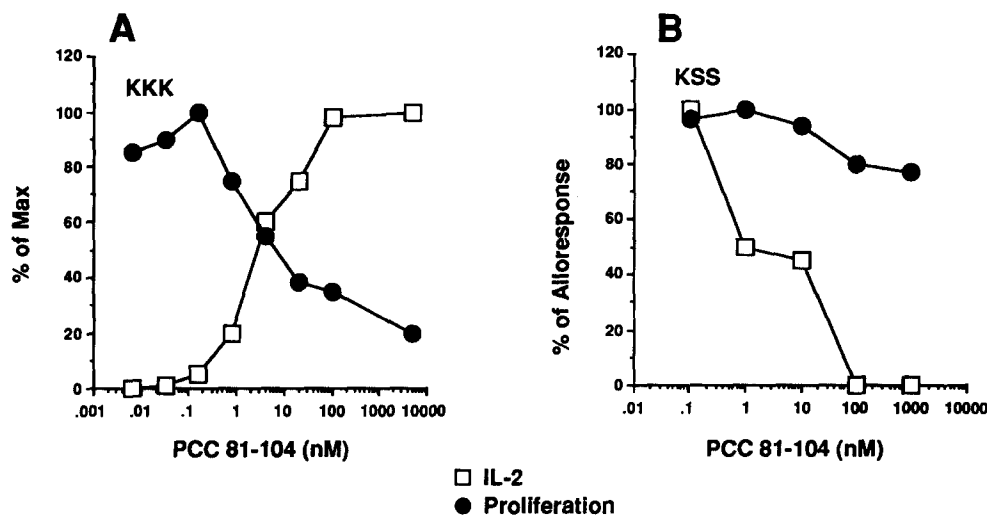 A
KKK
% of Max
120
100
80
60
40
20
0
.001
.01
.1
1
10
100
1000
10000
PCC 81-104 (nM)
B
KSS
% of Alloresponse
120
100
80
60
40
20
0
.01
.1
1
10
100
1000
10000
PCC 81-104 (nM)
IL-2
Proliferation